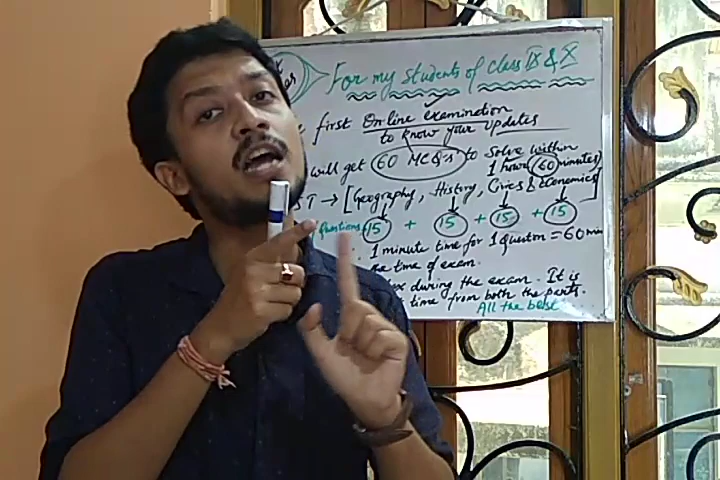 For my students of class IX & X
first On-line examination
to know your updates
will get 60 MCQs to solve within
1 hour (60 minutes)
→ [Geography, History, Civics & Economics]
Questions 15 + 15 + 15 + 15
1 minute time for 1 question = 60 min
the time of exam.
during the exam. It is
time from both the parts.
All the best